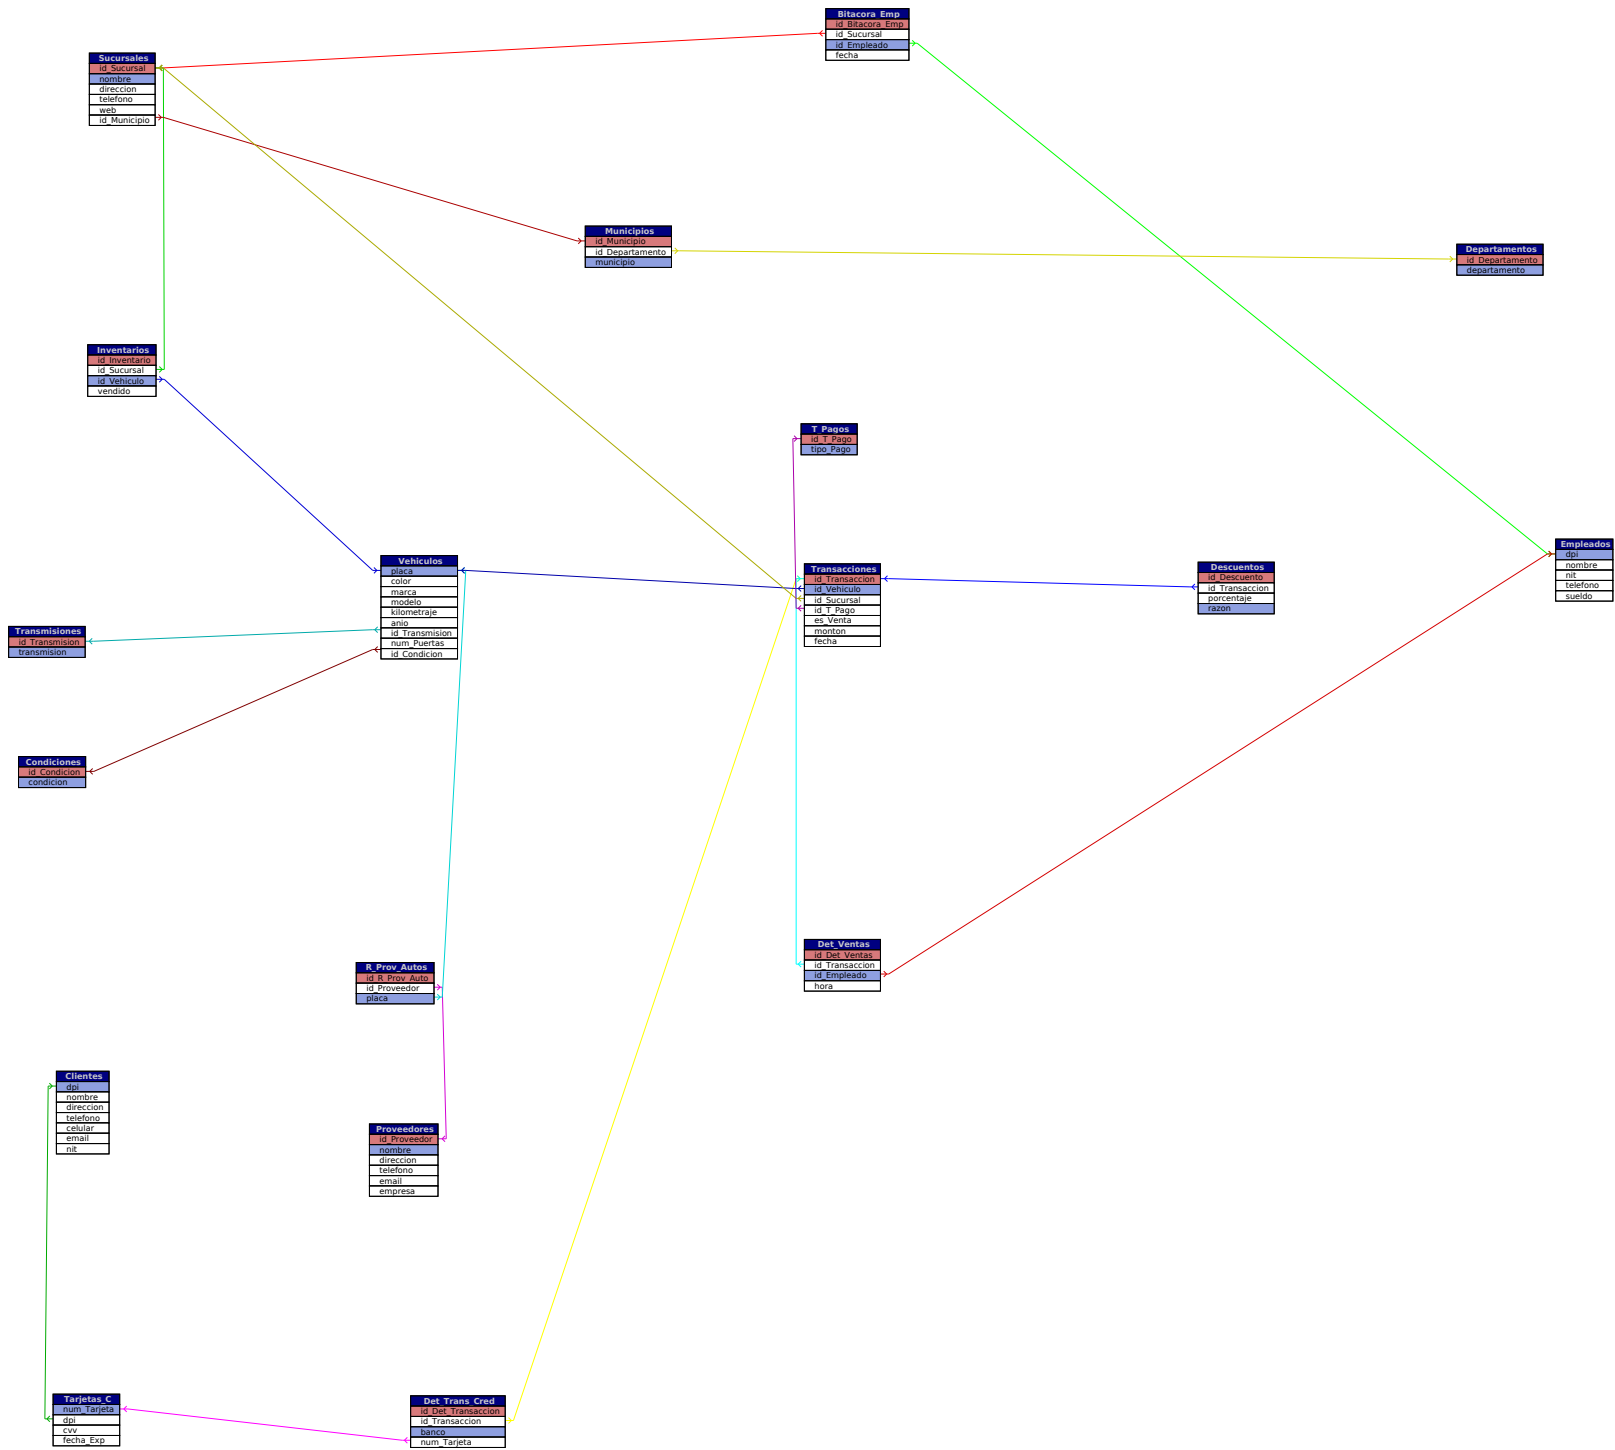 Bitacora_Emp
id_Bitacora_Emp
id_Sucursal
id_Empleado
fecha
Sucursales
id_Sucursal
nombre
direccion
telefono
web
id_Municipio
Municipios
id_Municipio
id_Departamento
municipio
Departamentos
id_Departamento
departamento
Inventarios
id_Inventario
id_Sucursal
id_Vehiculo
vendido
T_Pagos
id_T_Pago
tipo_Pago
Vehiculos
placa
color
marca
modelo
kilometraje
anio
id_Transmision
num_Puertas
id_Condicion
Transacciones
id_Transaccion
id_Vehiculo
id_Sucursal
id_T_Pago
es_Venta
monton
fecha
Descuentos
id_Descuento
id_Transaccion
porcentaje
razon
Empleados
dpi
nombre
nit
telefono
sueldo
Transmisiones
id_Transmision
transmision
Condiciones
id_Condicion
condicion
Det_Ventas
id_Det_Ventas
id_Transaccion
id_Empleado
hora
R_Prov_Autos
id_R_Prov_Auto
id_Proveedor
placa
Clientes
dpi
nombre
direccion
telefono
celular
email
nit
Proveedores
id_Proveedor
nombre
direccion
telefono
email
empresa
Tarjetas_C
num_Tarjeta
dpi
cvv
fecha_Exp
Det_Trans_Cred
id_Det_Transaccion
id_Transaccion
banco
num_Tarjeta